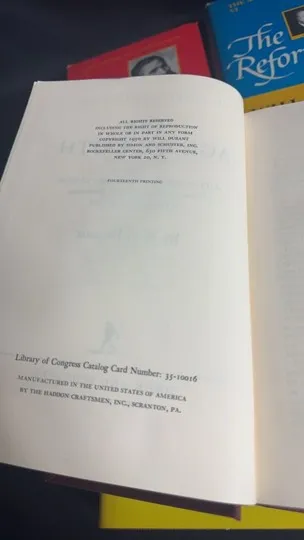 The
Refor
ALL RIGHTS RESERVED
INCLUDING THE RIGHT OF REPRODUCTION
IN WHOLE OR IN PART IN ANY FORM
COPYRIGHT 1950 BY WILL DURANT
PUBLISHED BY SIMON AND SCHUSTER, INC.
ROCKEFELLER CENTER, 630 FIFTH AVENUE,
NEW YORK 20, N. Y.
FOURTEENTH PRINTING
Library of Congress Catalog Card Number: 35-10016
MANUFACTURED IN THE UNITED STATES OF AMERICA
BY THE HADDON CRAFTSMEN, INC., SCRANTON, PA.